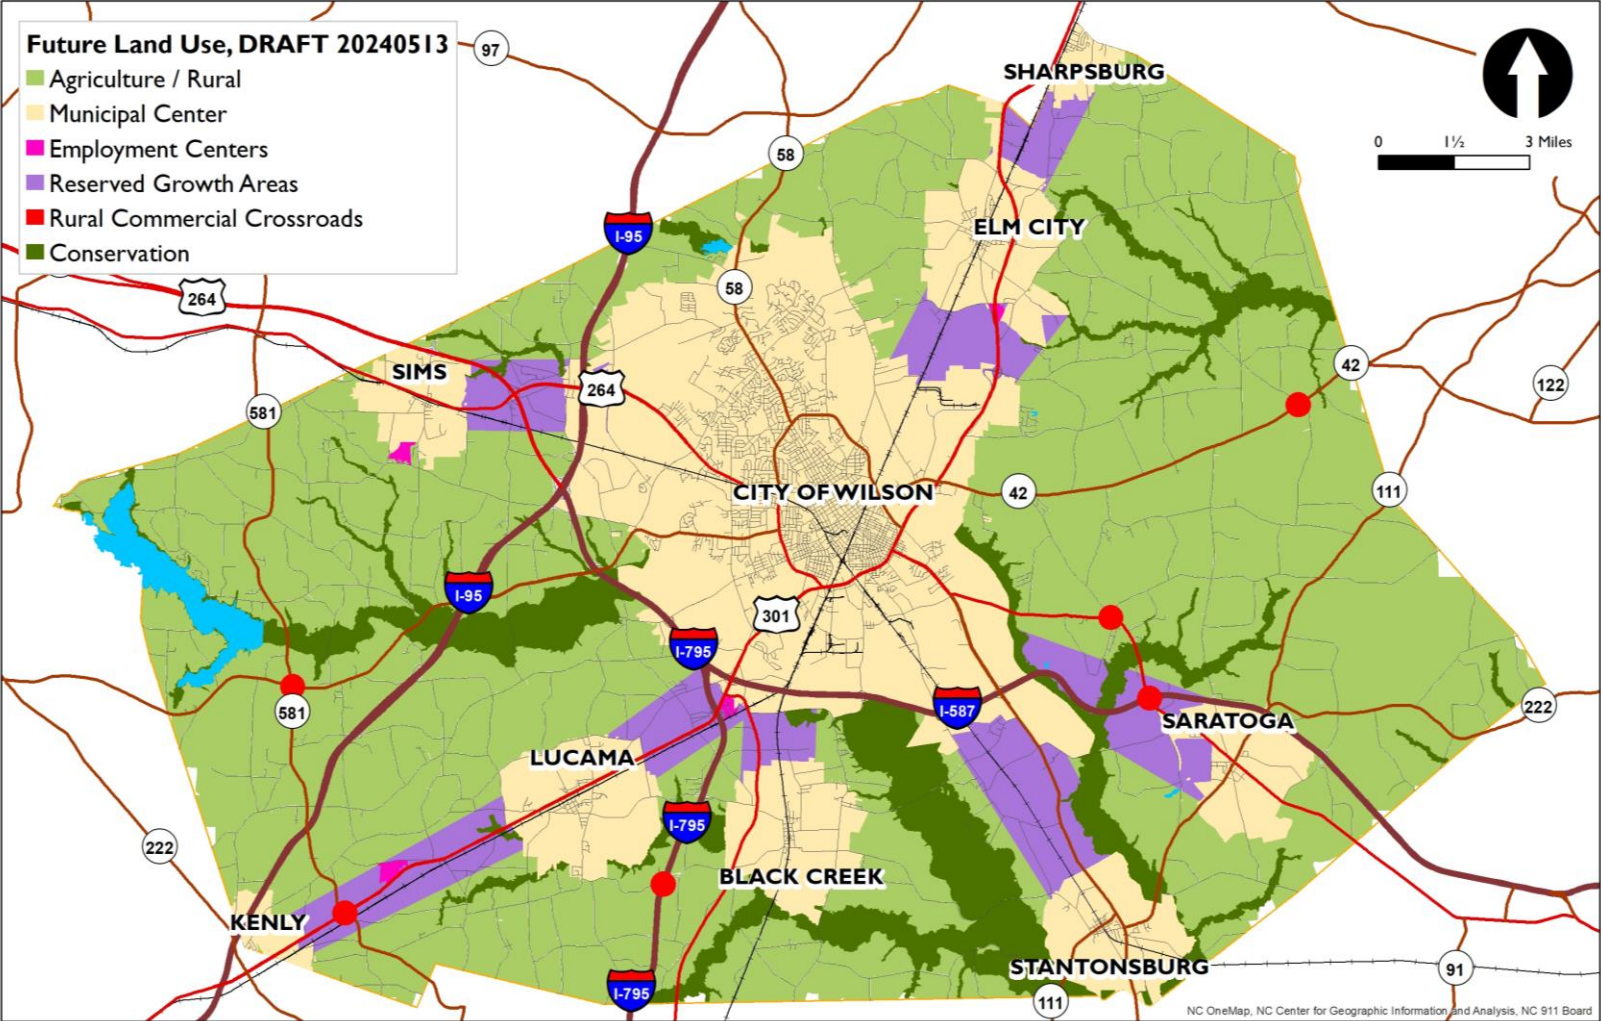 Future Land Use, DRAFT 20240513
Agriculture / Rural
Municipal Center
Employment Centers
Reserved Growth Areas
Rural Commercial Crossroads
Conservation
97
SHARPSBURG
0 1½ 3 Miles
58
I-95
ELM CITY
58
264
42
SIMS
264
122
581
CITY OF WILSON
42
111
I-95
301
I-795
581
I-587
222
SARATOGA
LUCAMA
I-795
222
BLACK CREEK
KENLY
STANTONSBURG
91
I-795
111
NC OneMap, NC Center for Geographic Information and Analysis, NC 911 Board